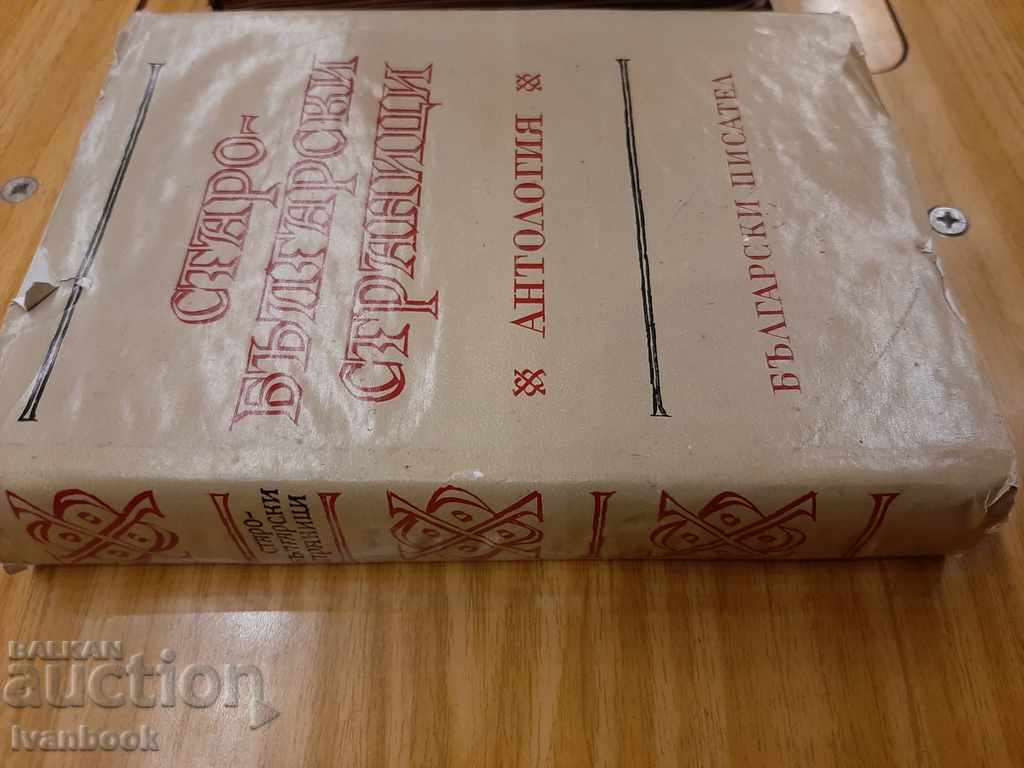 СТАРО-
БЪЛГАРСКИ
СТРАНИЦИ
АНТОЛОГИЯ
БЪЛГАРСКИ ПИСАТЕЛ
СТАРО-
БЪЛГАРСКИ
СТРАНИЦИ
BALKAN
auction
Ivanbook